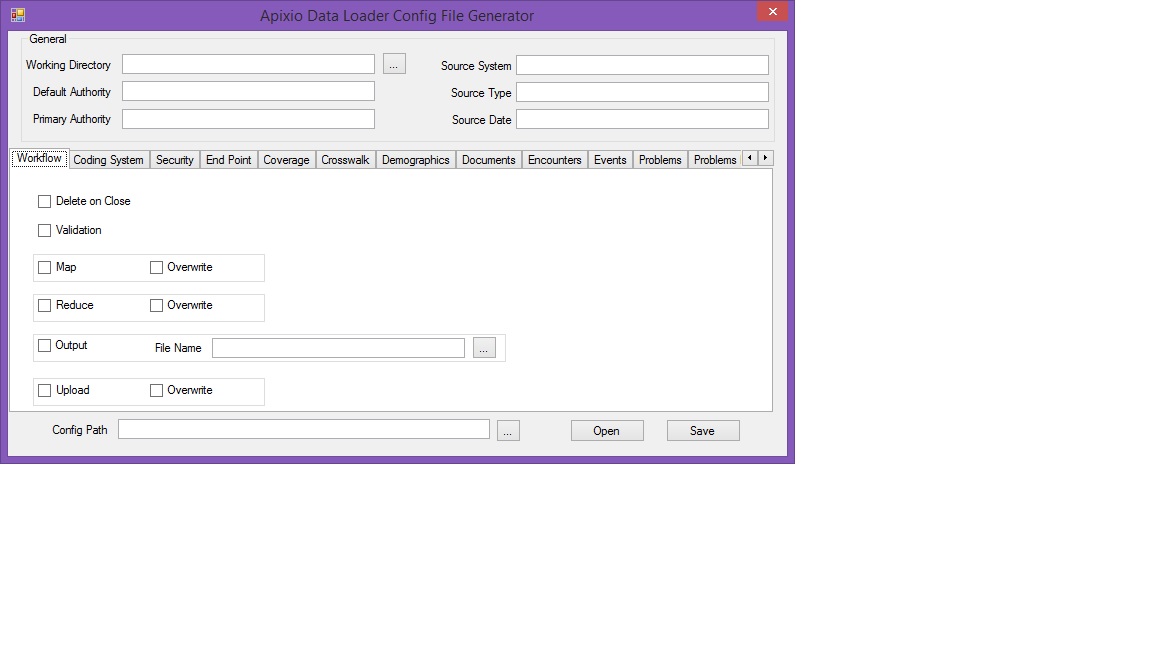 Apixio Data Loader Config File Generator
General
Working Directory ... Source System
Default Authority Source Type
Primary Authority Source Date
Workflow Coding System Security End Point Coverage Crosswalk Demographics Documents Encounters Events Problems Problems
Delete on Close
Validation
Map Overwrite
Reduce Overwrite
Output File Name ...
Upload Overwrite
Config Path ... Open Save